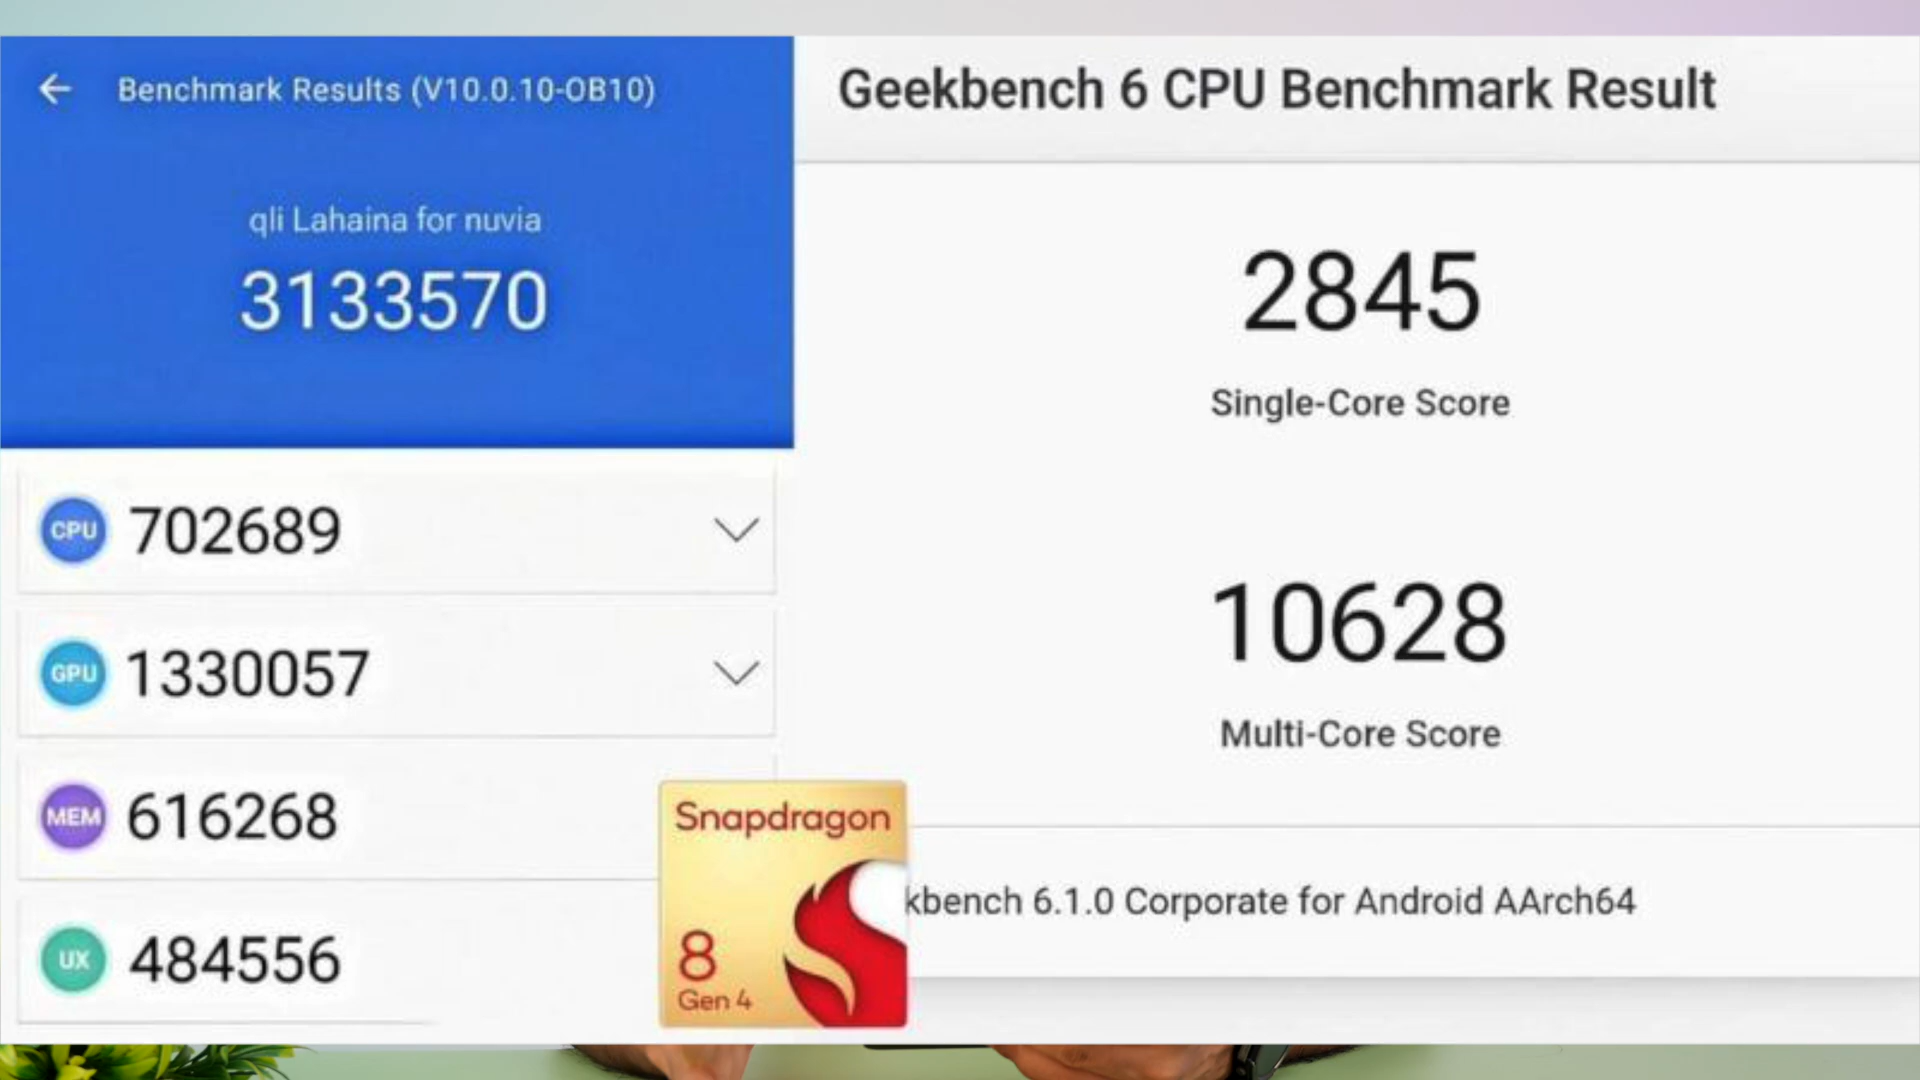 Benchmark Results (V10.0.10-OB10)
qli Lahaina for nuvia
3133570
CPU 702689
GPU 1330057
MEM 616268
UX 484556
Geekbench 6 CPU Benchmark Result
2845
Single-Core Score
10628
Multi-Core Score
kbench 6.1.0 Corporate for Android AArch64
Snapdragon
8
Gen 4